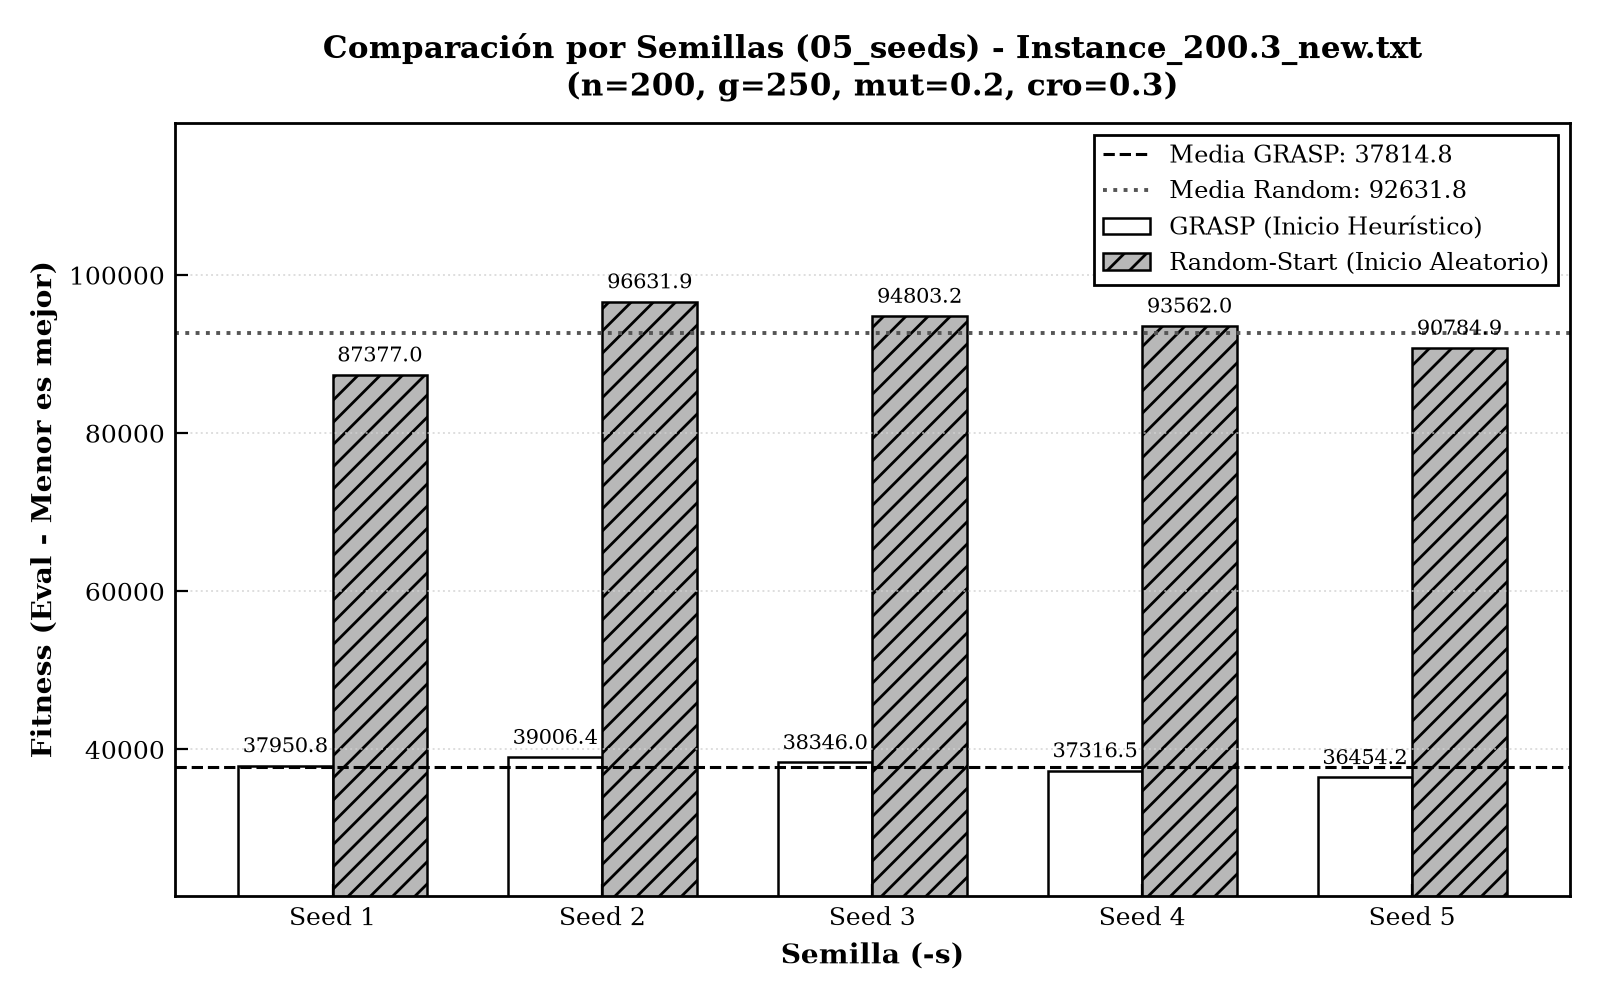 Comparación por Semillas (05_seeds) - Instance_200.3_new.txt
(n=200, g=250, mut=0.2, cro=0.3)
Media GRASP: 37814.8
Media Random: 92631.8
GRASP (Inicio Heurístico)
Random-Start (Inicio Aleatorio)
Fitness (Eval - Menor es mejor)
100000
80000
60000
40000
37950.8
87377.0
39006.4
96631.9
38346.0
94803.2
37316.5
93562.0
36454.2
90784.9
Seed 1
Seed 2
Seed 3
Seed 4
Seed 5
Semilla (-s)